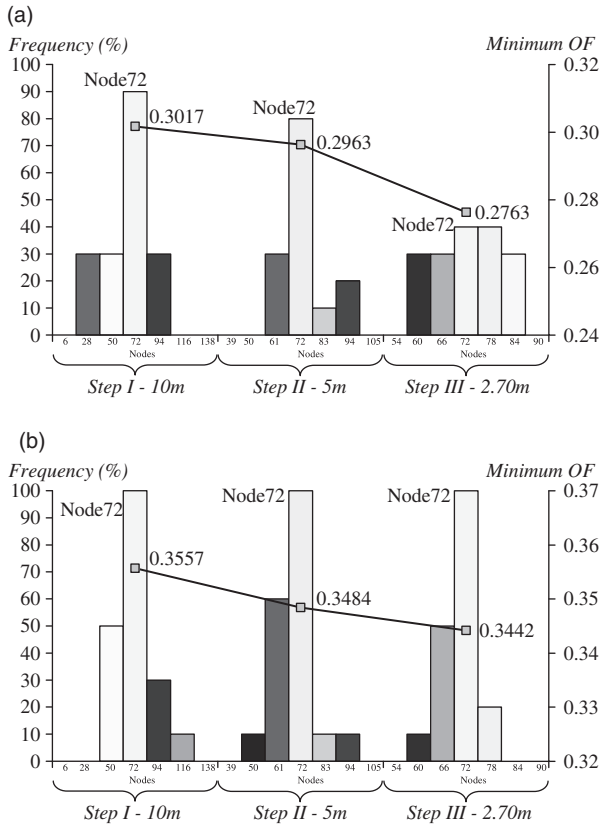 (a)
Frequency (%) Minimum OF
100 0.32
90 Node72
80 Node72
0.3017 0.30
70 0.2963
60 0.28
50
40 Node72 0.2763
30 0.26
20
10
0 0.24
6 28 50 72 94 116 138 39 50 61 72 83 94 105 54 60 66 72 78 84 90
Nodes Nodes Nodes
Step I - 10m Step II - 5m Step III - 2.70m
(b)
Frequency (%) Minimum OF
100 0.37
90 Node72 Node72 Node72
80 0.36
70 0.3557
60 0.35
0.3484
50 0.3442
40 0.34
30
20 0.33
10
0 0.32
6 28 50 72 94 116 138 39 50 61 72 83 94 105 54 60 66 72 78 84 90
Nodes Nodes Nodes
Step I - 10m Step II - 5m Step III - 2.70m